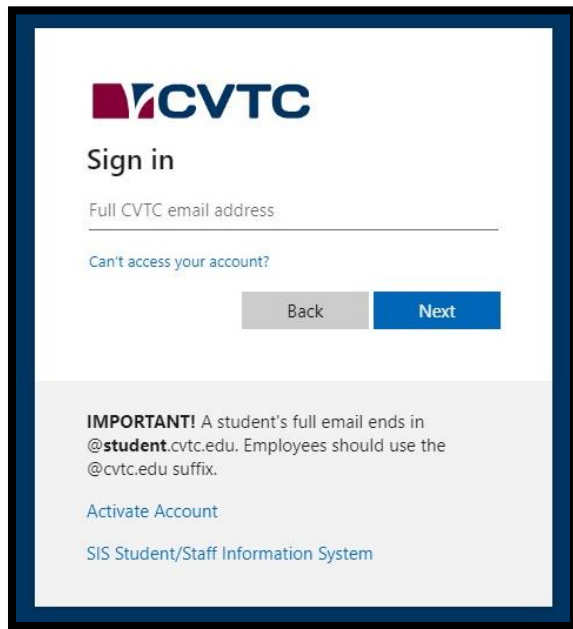 CVTC
Sign in
Full CVTC email address
Can't access your account?
Back Next
IMPORTANT! A student's full email ends in
@student.cvtc.edu. Employees should use the
@cvtc.edu suffix.
Activate Account
SIS Student/Staff Information System